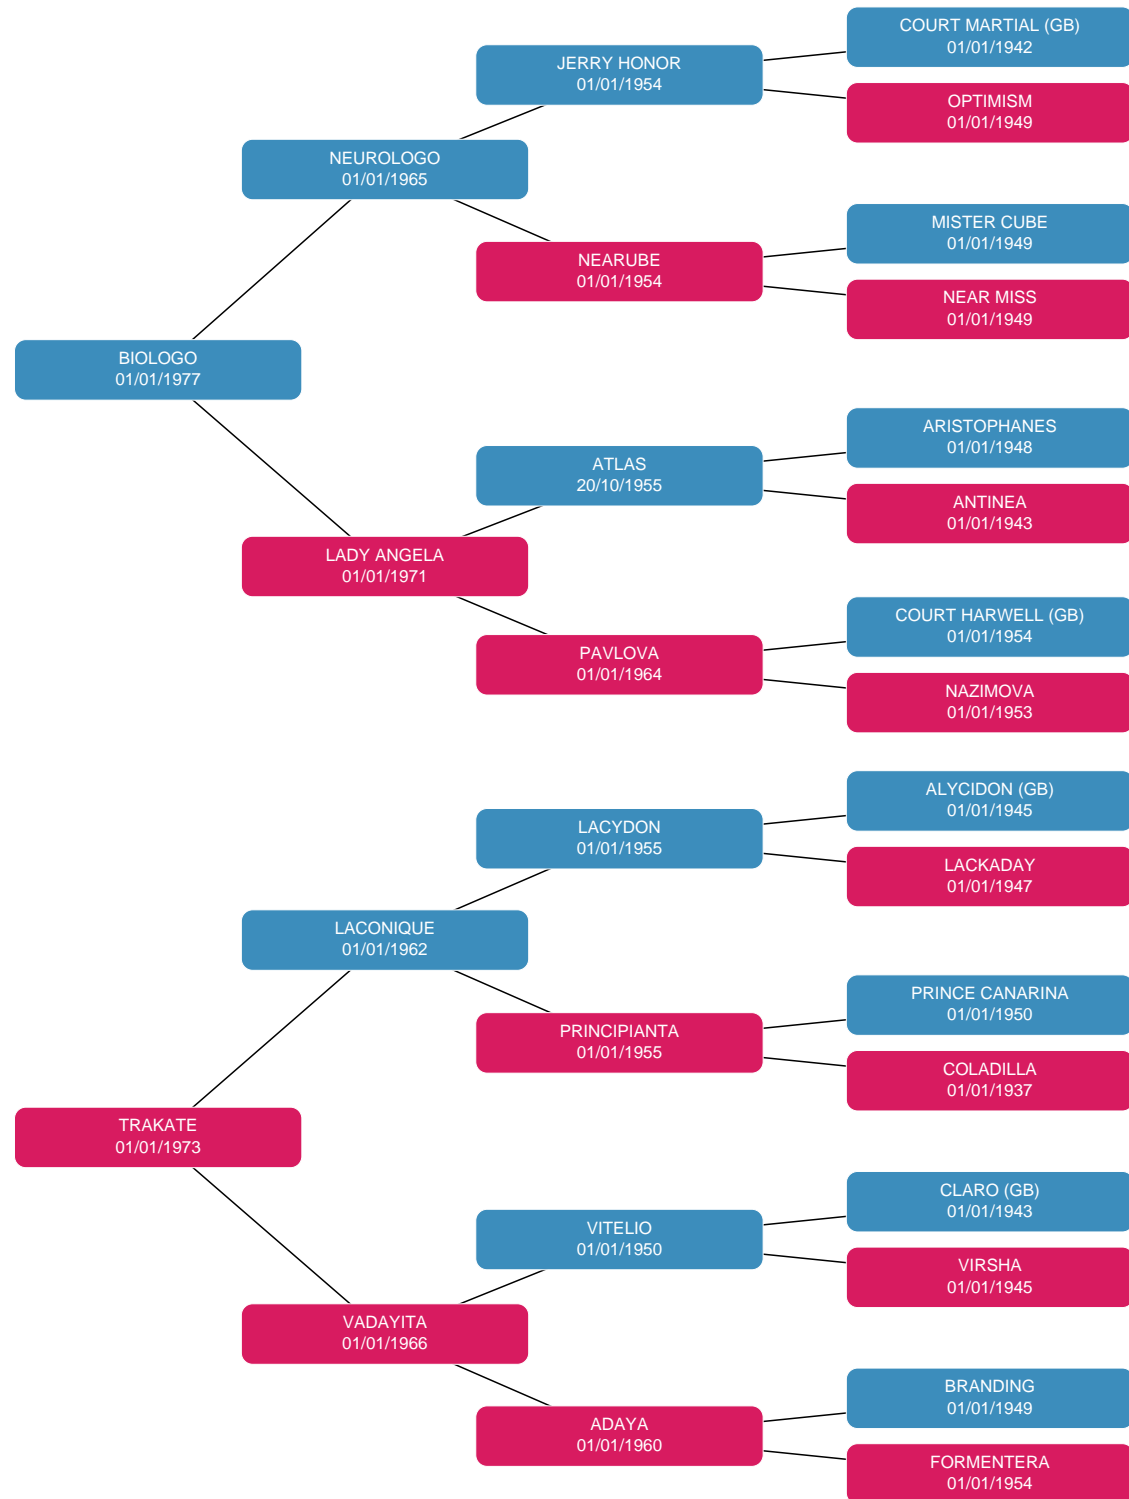 COURT MARTIAL (GB)
01/01/1942
JERRY HONOR
01/01/1954
OPTIMISM
01/01/1949
NEUROLOGO
01/01/1965
MISTER CUBE
01/01/1949
NEARUBE
01/01/1954
NEAR MISS
01/01/1949
BIOLOGO
01/01/1977
ARISTOPHANES
01/01/1948
ATLAS
20/10/1955
ANTINEA
01/01/1943
LADY ANGELA
01/01/1971
COURT HARWELL (GB)
01/01/1954
PAVLOVA
01/01/1964
NAZIMOVA
01/01/1953
ALYCIDON (GB)
01/01/1945
LACYDON
01/01/1955
LACKADAY
01/01/1947
LACONIQUE
01/01/1962
PRINCE CANARINA
01/01/1950
PRINCIPIANTA
01/01/1955
COLADILLA
01/01/1937
TRAKATE
01/01/1973
CLARO (GB)
01/01/1943
VITELIO
01/01/1950
VIRSHA
01/01/1945
VADAYITA
01/01/1966
BRANDING
01/01/1949
ADAYA
01/01/1960
FORMENTERA
01/01/1954